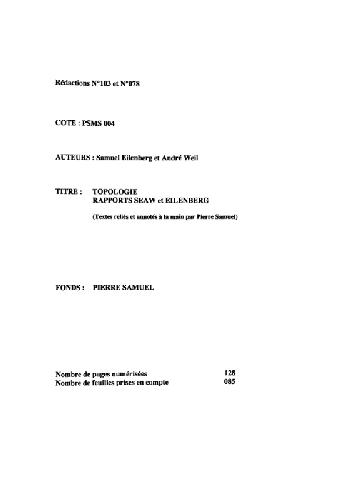 Rédactions N°103 et N°078
COTE : PSMS 004
AUTEURS : Samuel Eilenberg et André Weil
TITRE : TOPOLOGIE
RAPPORTS SEAW et EILENBERG
(Textes reliés et annotés à la main par Pierre Samuel)
FONDS : PIERRE SAMUEL
Nombre de pages numérisées 128
Nombre de feuilles prises en compte 085